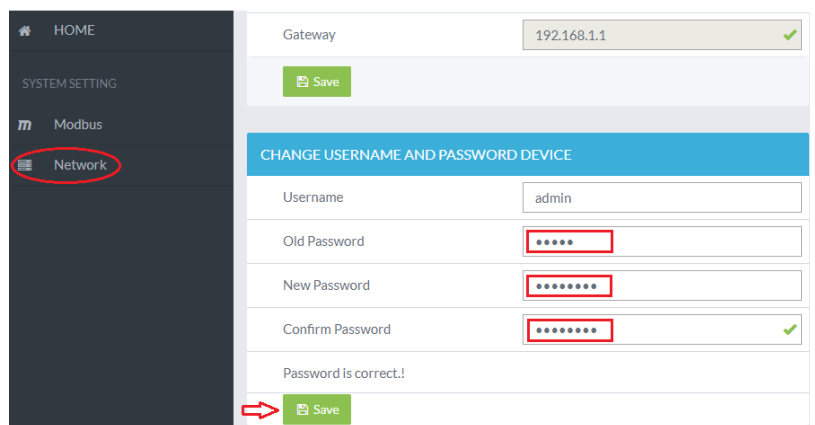 HOME
SYSTEM SETTING
m Modbus
Network
Gateway 192.168.1.1
Save
CHANGE USERNAME AND PASSWORD DEVICE
Username admin
Old Password •••••
New Password ••••••••
Confirm Password ••••••••
Password is correct.!
Save